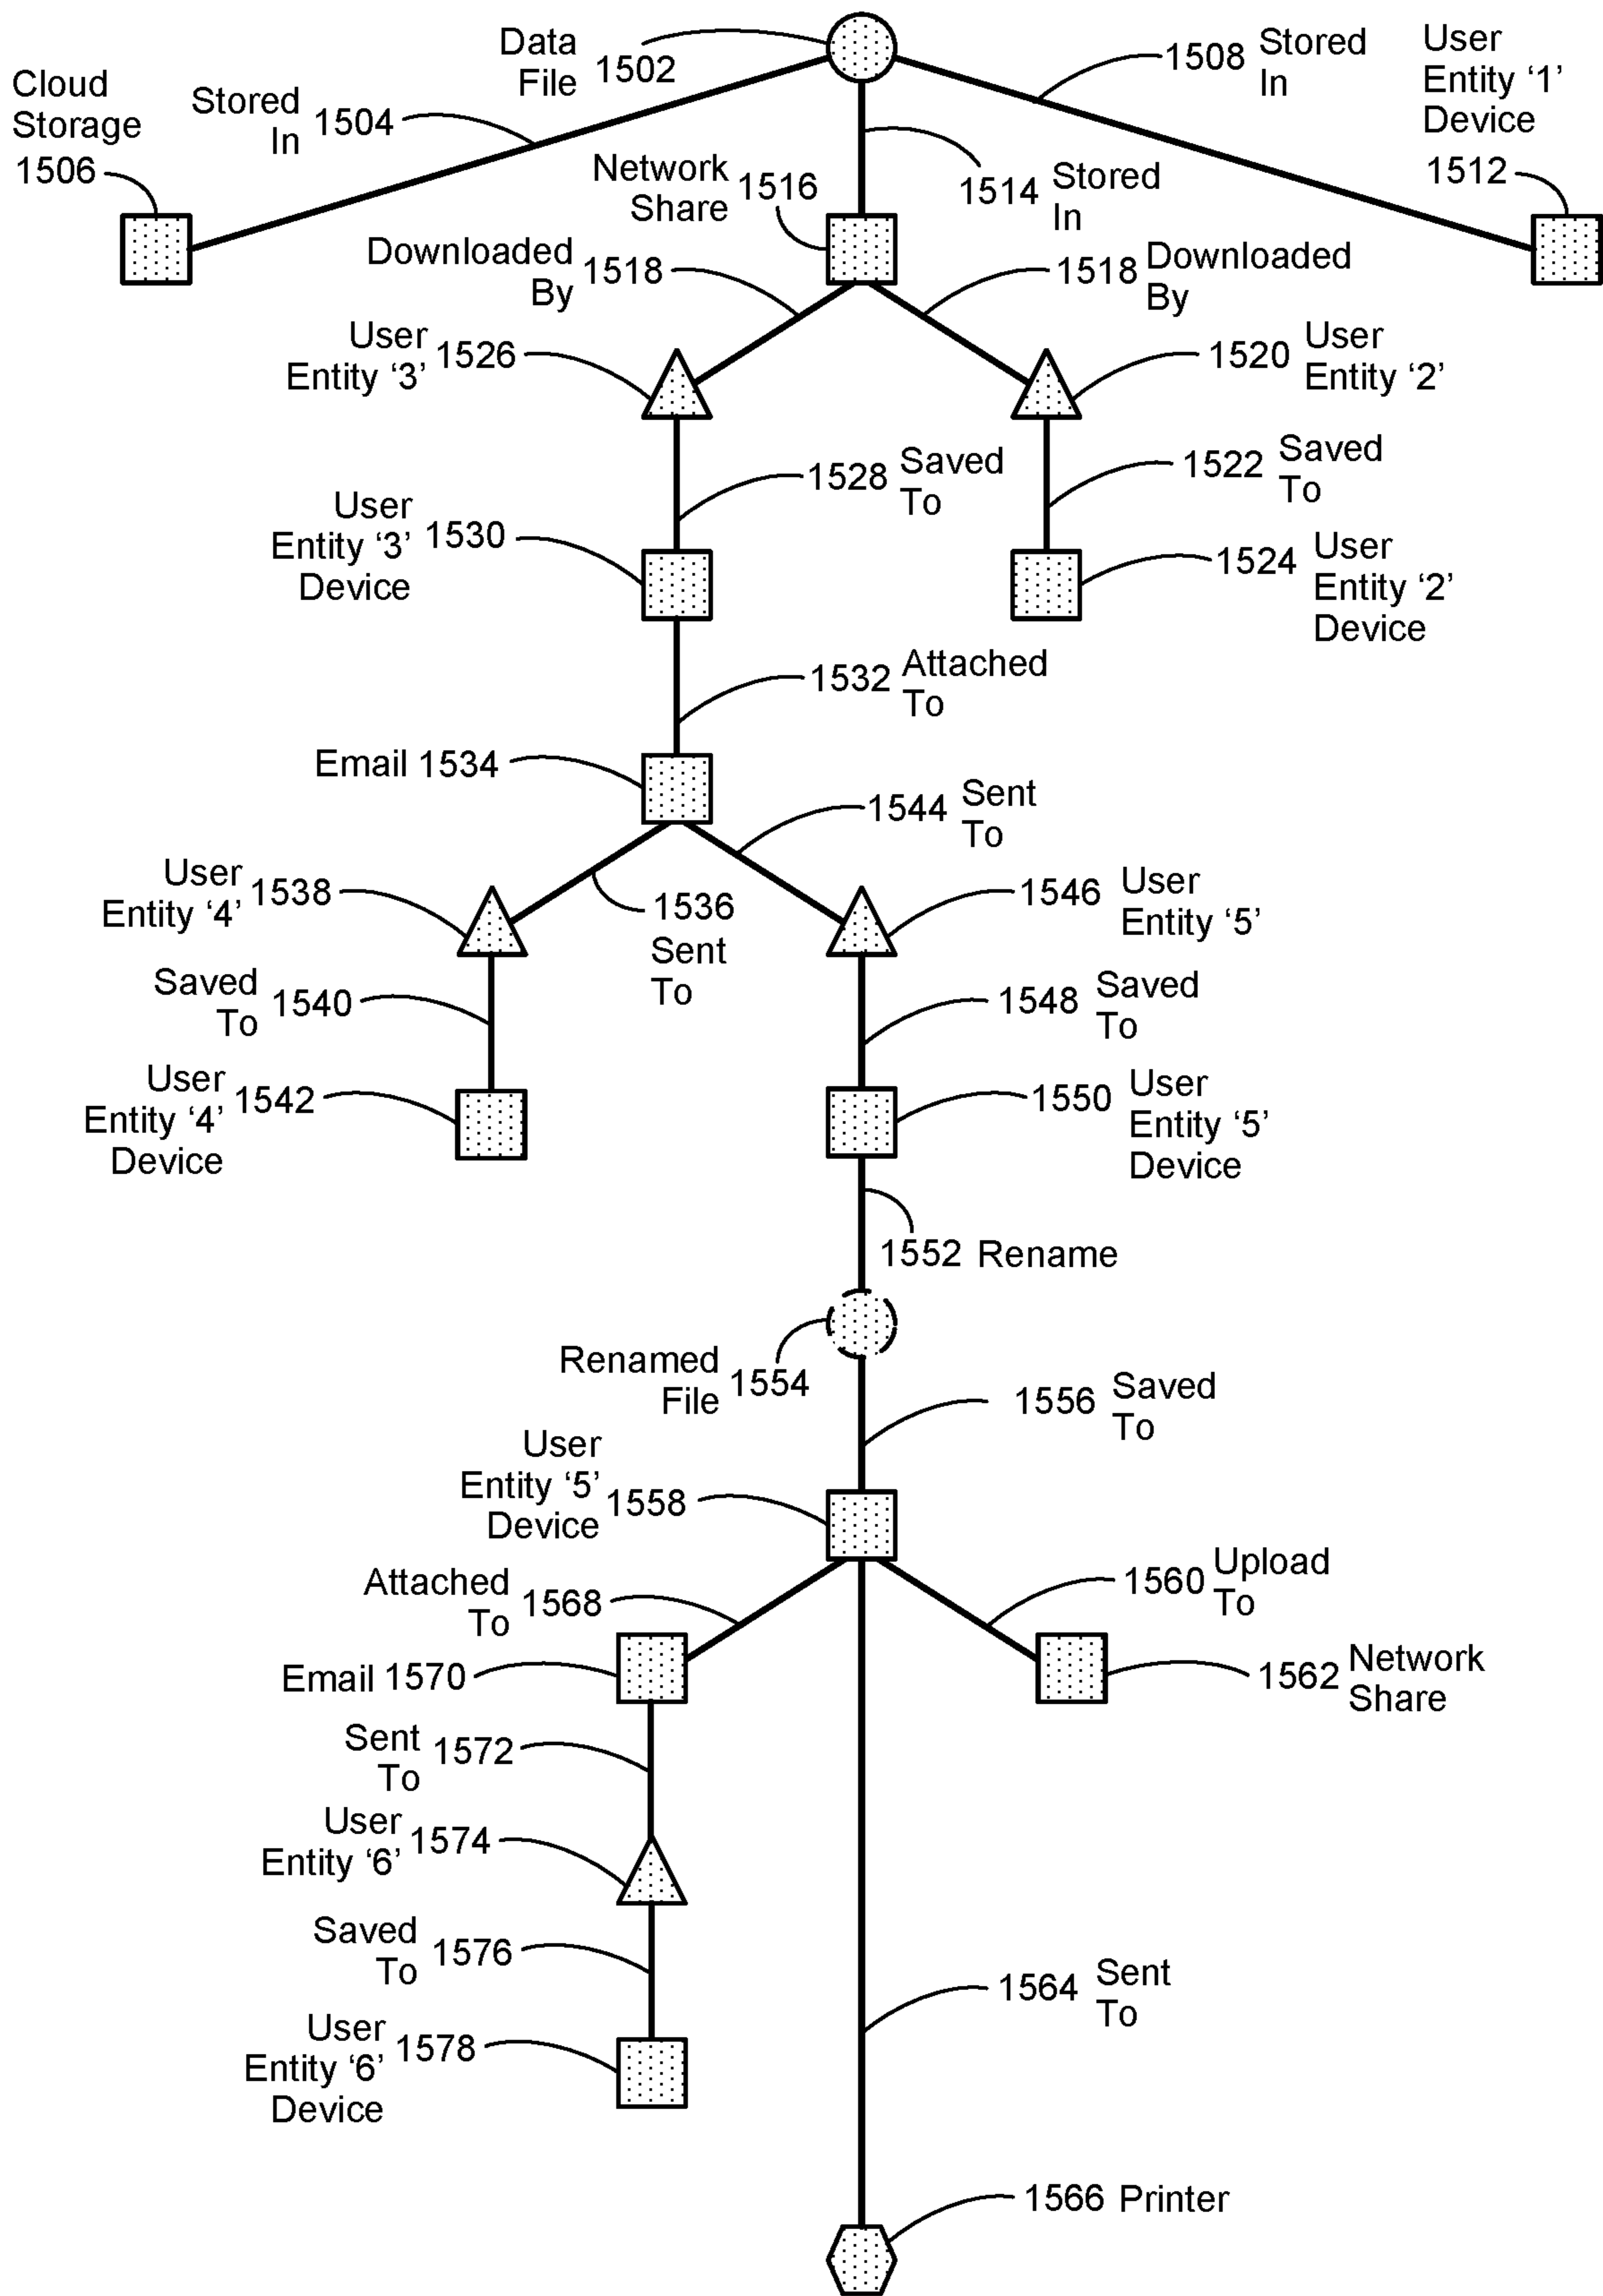 Data
File 1502
1508 Stored
In
User
Entity ‘1’
Device
1512
Cloud
Storage
1506
Stored
In 1504
Network
Share 1516
1514 Stored
In
Downloaded
By 1518
1518 Downloaded
By
User
Entity ‘3’ 1526
1520 User
Entity ‘2’
1528 Saved
To
1522 Saved
To
User
Entity ‘3’ 1530
Device
1524 User
Entity ‘2’
Device
1532 Attached
To
Email 1534
1544 Sent
To
User
Entity ‘4’ 1538
1536
Sent
To
1546 User
Entity ‘5’
Saved
To 1540
1548 Saved
To
User
Entity ‘4’ 1542
Device
1550 User
Entity ‘5’
Device
1552 Rename
Renamed
File 1554
1556 Saved
To
User
Entity ‘5’
Device 1558
Attached
To 1568
1560 Upload
To
Email 1570
1562 Network
Share
Sent
To 1572
User
Entity ‘6’ 1574
Saved
To 1576
1564 Sent
To
User
Entity ‘6’ 1578
Device
1566 Printer